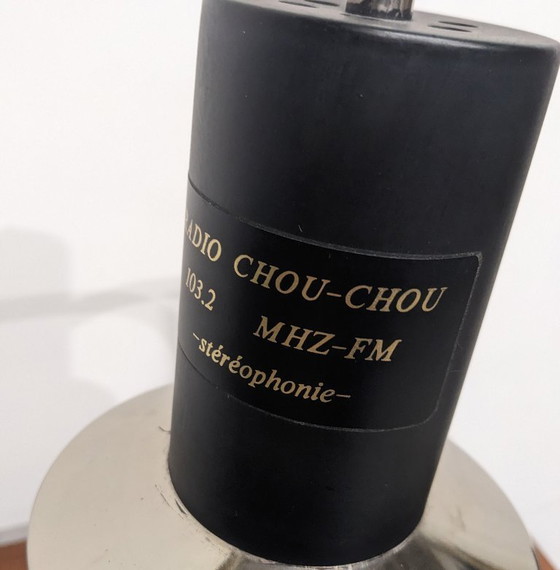 RADIO CHOU-CHOU
103.2 MHZ-FM
-stéréophonie-